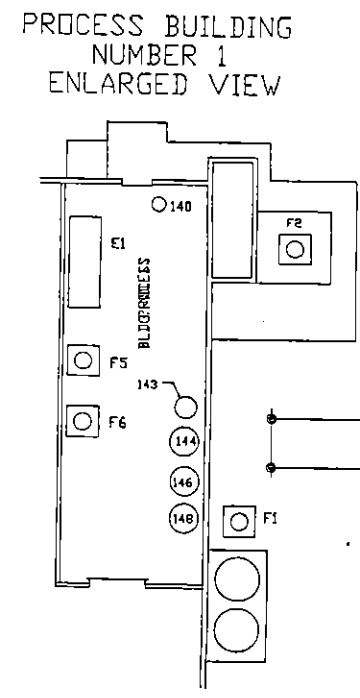 PROCESS BUILDING
NUMBER 1
ENLARGED VIEW
140
F2
E1
F5
143
F6
144
146
148
F1